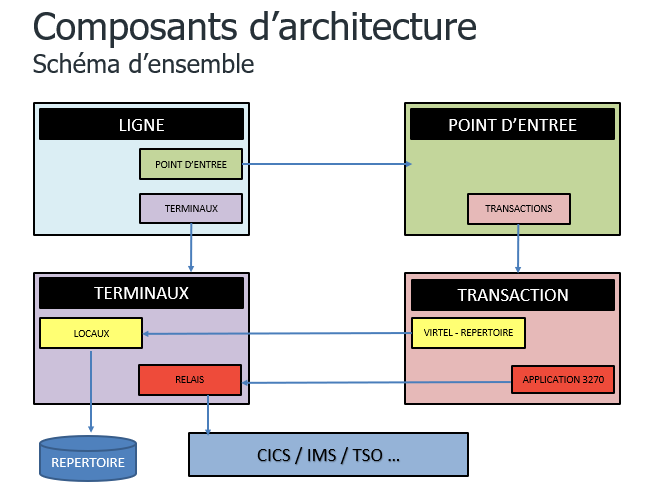 Composants d’architecture
Schéma d’ensemble
LIGNE
POINT D’ENTREE
TERMINAUX
POINT D’ENTREE
TRANSACTIONS
TERMINAUX
LOCAUX
RELAIS
TRANSACTION
VIRTEL - REPERTOIRE
APPLICATION 3270
REPERTOIRE
CICS / IMS / TSO ...